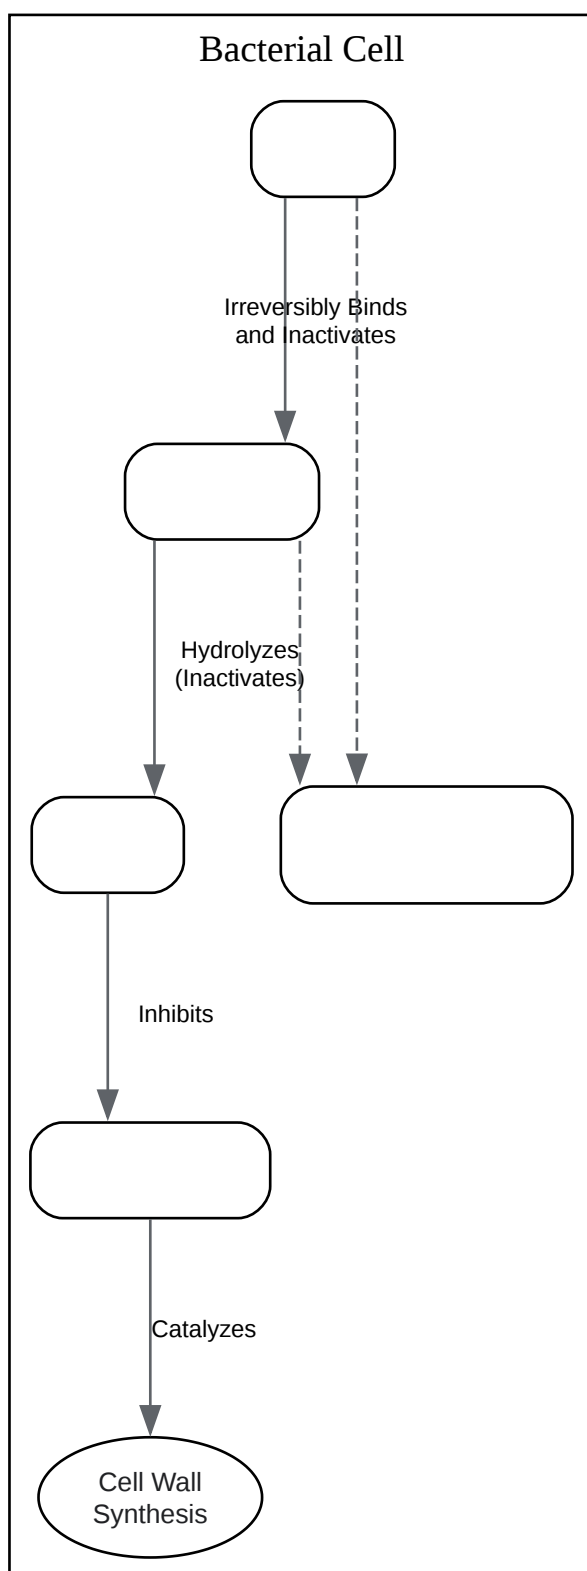 Bacterial Cell
Irreversibly Binds
and Inactivates
Hydrolyzes
(Inactivates)
Inhibits
Catalyzes
Cell Wall
Synthesis